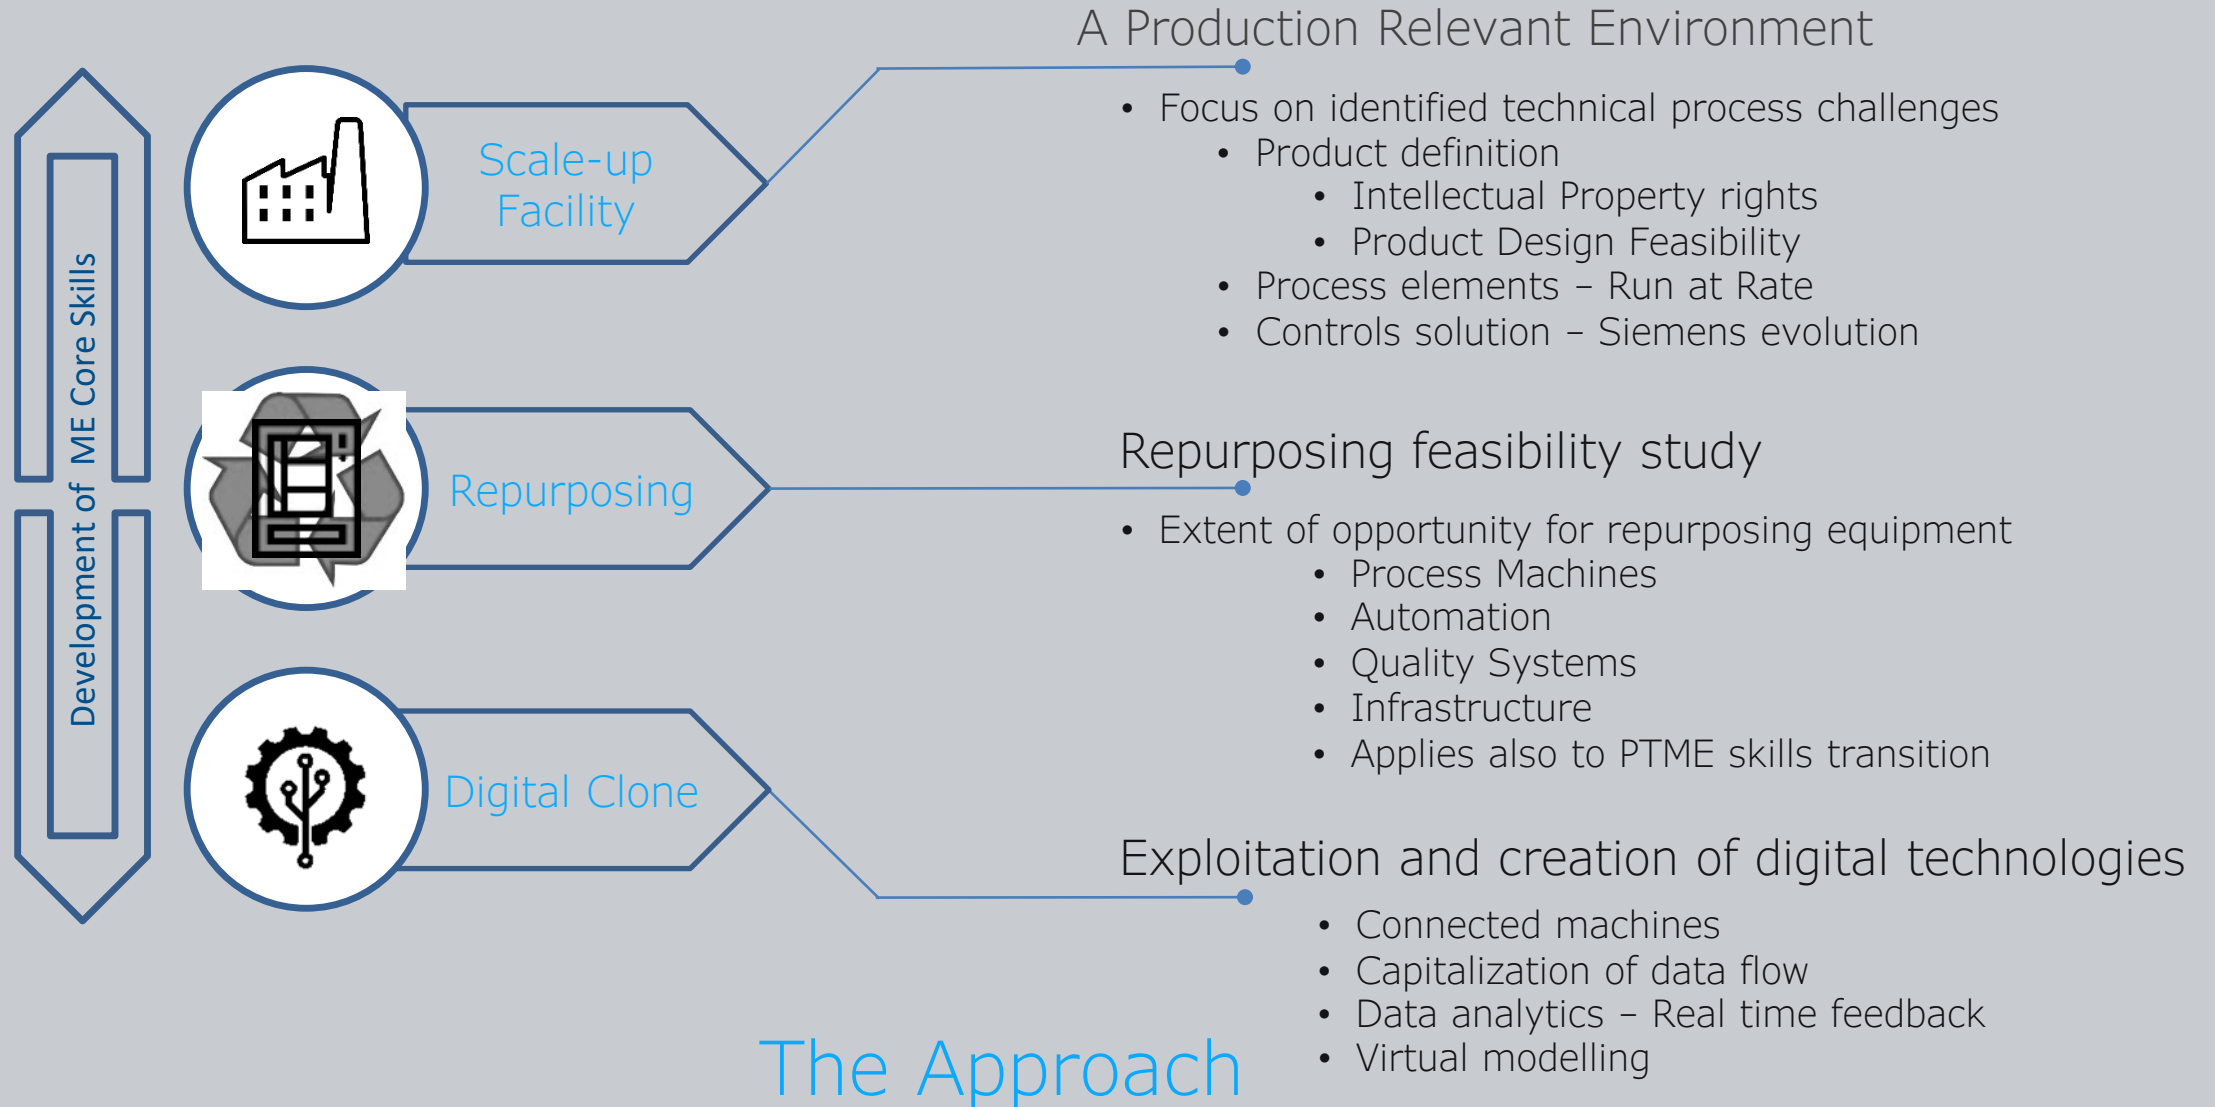 A Production Relevant Environment
Development of ME Core Skills
Scale-up
Facility
• Focus on identified technical process challenges
• Product definition
• Intellectual Property rights
• Product Design Feasibility
• Process elements – Run at Rate
• Controls solution – Siemens evolution
Repurposing
Repurposing feasibility study
• Extent of opportunity for repurposing equipment
• Process Machines
• Automation
• Quality Systems
• Infrastructure
• Applies also to PTME skills transition
Digital Clone
Exploitation and creation of digital technologies
• Connected machines
• Capitalization of data flow
• Data analytics – Real time feedback
• Virtual modelling
The Approach